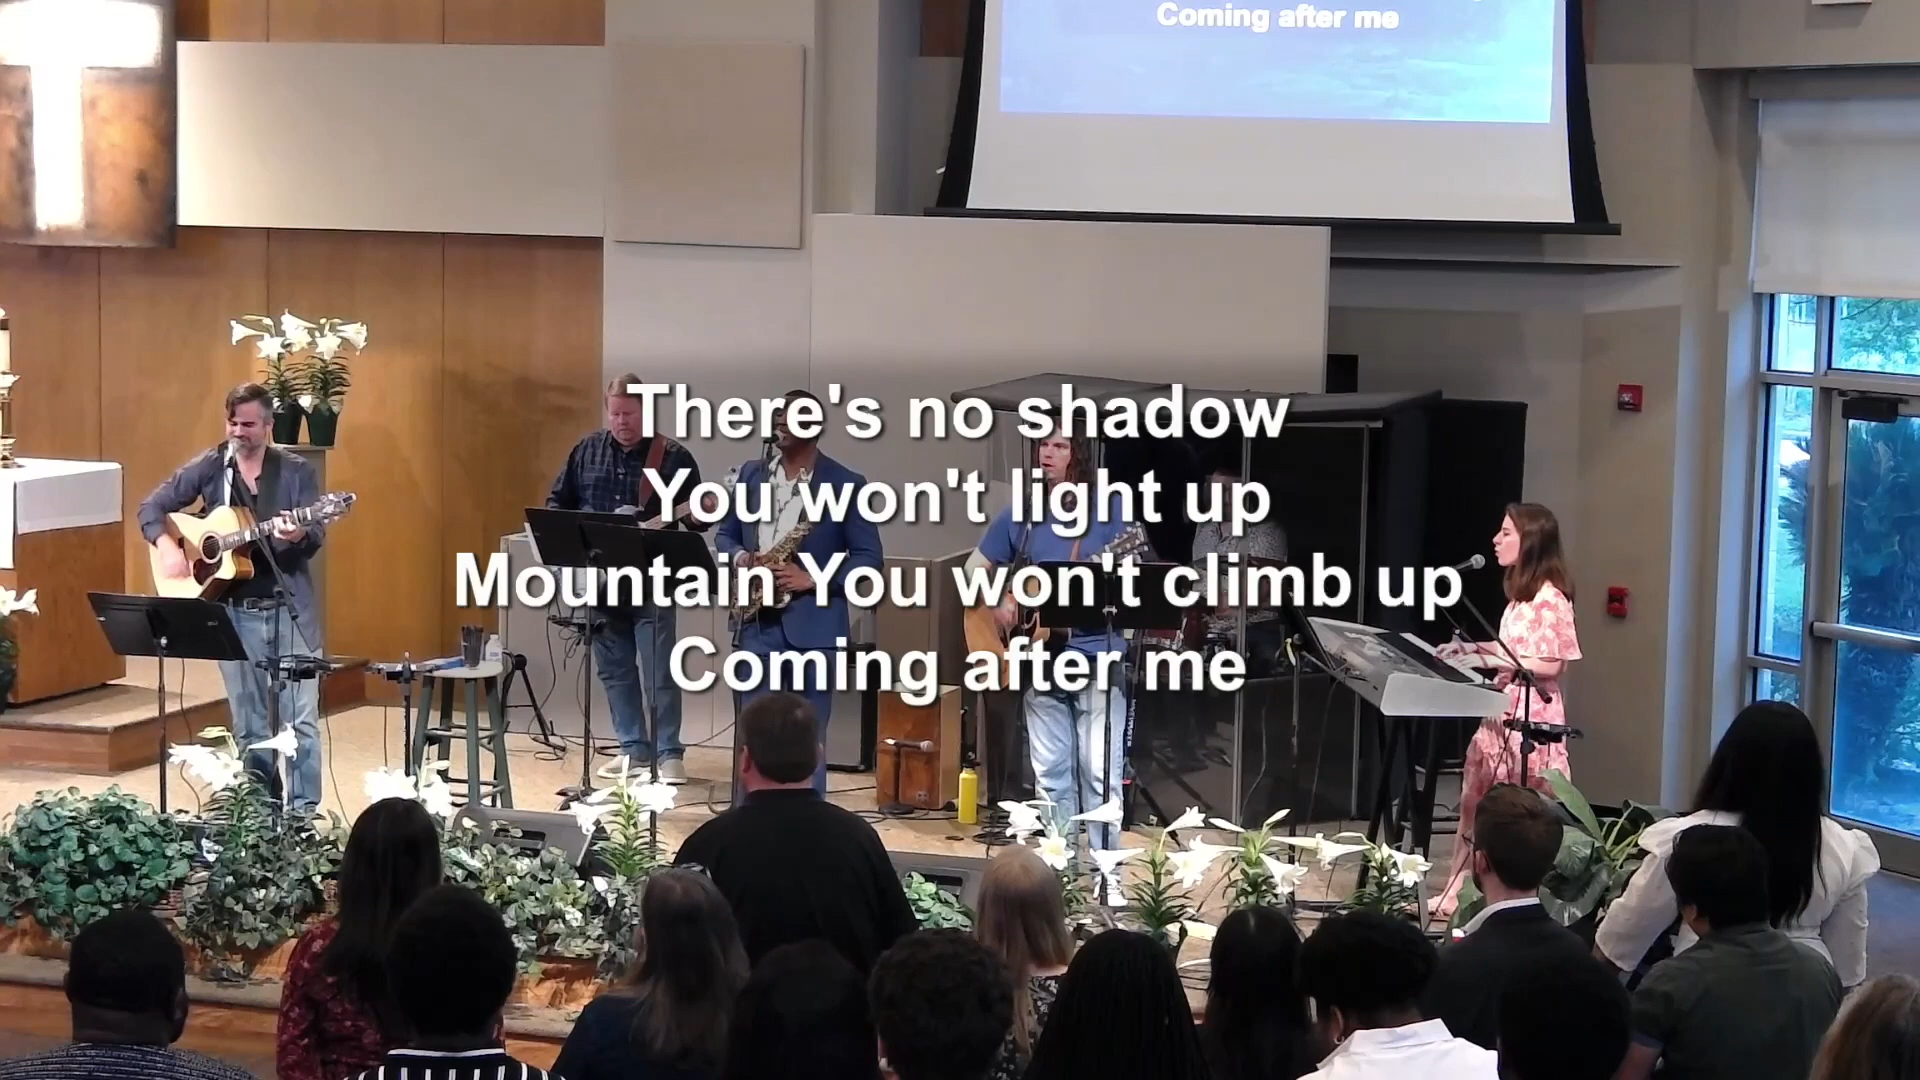 Coming after me
There's no shadow
You won't light up
Mountain You won't climb up
Coming after me